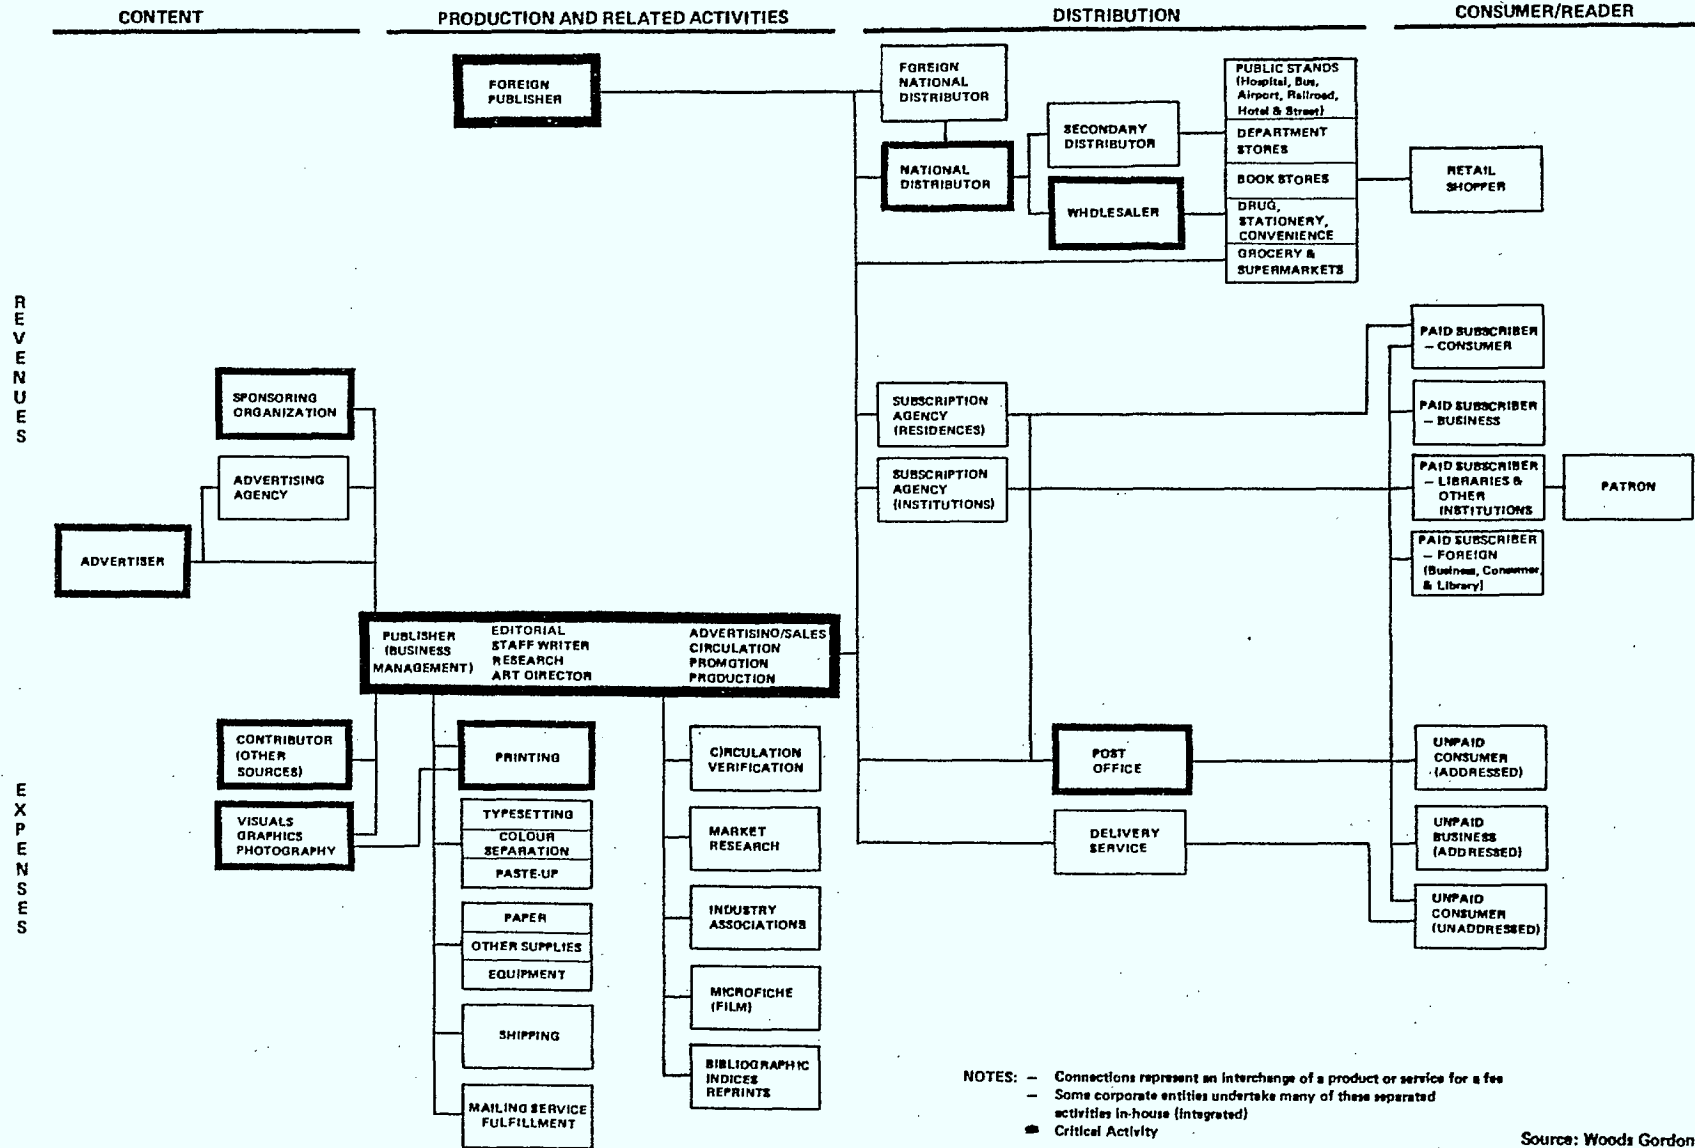 CONTENT
PRODUCTION AND RELATED ACTIVITIES
DISTRIBUTION
CONSUMER/READER
REVENUES
EXPENSES
FOREIGN
PUBLISHER
FOREIGN
NATIONAL
DISTRIBUTOR
NATIONAL
DISTRIBUTOR
SECONDARY
DISTRIBUTOR
WHOLESALER
PUBLIC STANDS
(Hospital, Bus,
Airport, Railroad,
Hotel & Street)
DEPARTMENT
STORES
BOOK STORES
DRUG,
STATIONERY,
CONVENIENCE
GROCERY &
SUPERMARKETS
RETAIL
SHOPPER
SPONSORING
ORGANIZATION
ADVERTISING
AGENCY
ADVERTISER
SUBSCRIPTION
AGENCY
(RESIDENCES)
SUBSCRIPTION
AGENCY
(INSTITUTIONS)
PAID SUBSCRIBER
– CONSUMER
PAID SUBSCRIBER
– BUSINESS
PAID SUBSCRIBER
– LIBRARIES &
OTHER
INSTITUTIONS
PATRON
PAID SUBSCRIBER
– FOREIGN
(Business, Consumer,
& Library)
PUBLISHER
(BUSINESS
MANAGEMENT)
EDITORIAL
STAFF WRITER
RESEARCH
ART DIRECTOR
ADVERTISING/SALES
CIRCULATION
PROMOTION
PRODUCTION
CONTRIBUTOR
(OTHER
SOURCES)
VISUALS
GRAPHICS
PHOTOGRAPHY
PRINTING
TYPESETTING
COLOUR
SEPARATION
PASTE-UP
PAPER
OTHER SUPPLIES
EQUIPMENT
SHIPPING
MAILING SERVICE
FULFILLMENT
CIRCULATION
VERIFICATION
MARKET
RESEARCH
INDUSTRY
ASSOCIATIONS
MICROFICHE
(FILM)
BIBLIOGRAPHIC
INDICES
REPRINTS
POST
OFFICE
DELIVERY
SERVICE
UNPAID
CONSUMER
(ADDRESSED)
UNPAID
BUSINESS
(ADDRESSED)
UNPAID
CONSUMER
(UNADDRESSED)
NOTES: – Connections represent an interchange of a product or service for a fee
– Some corporate entities undertake many of these separated
activities in-house (integrated)
Critical Activity
Source: Woods Gordon